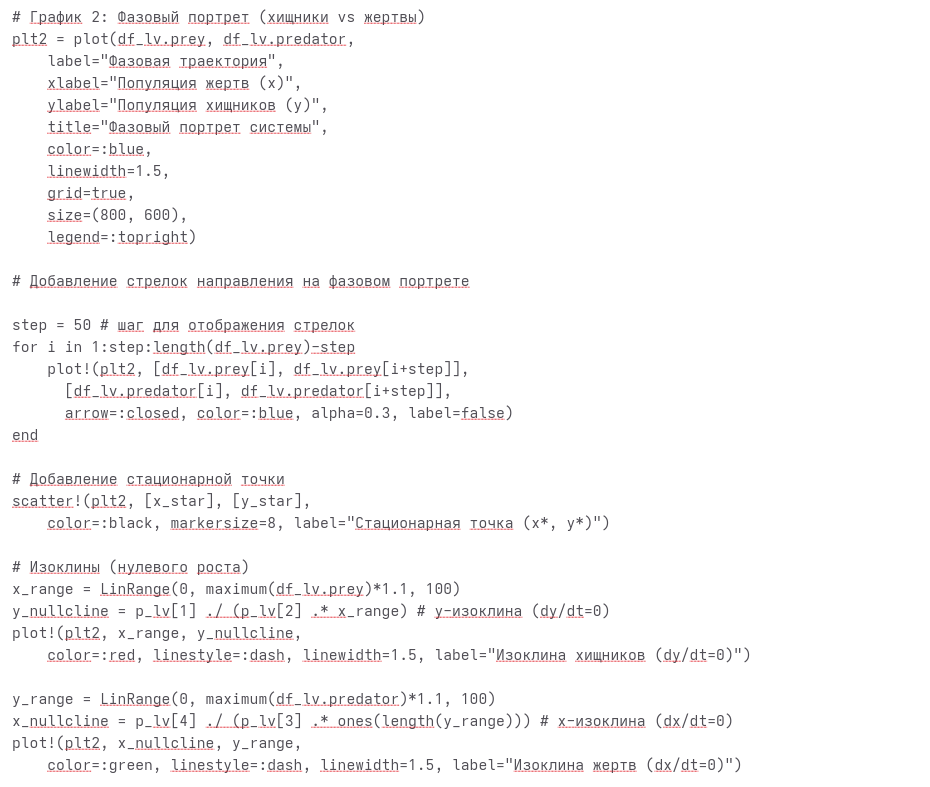 # График 2: Фазовый портрет (хищники vs жертвы)
plt2 = plot(df_lv.prey, df_lv.predator,
    label="Фазовая траектория",
    xlabel="Популяция жертв (x)",
    ylabel="Популяция хищников (y)",
    title="Фазовый портрет системы",
    color=:blue,
    linewidth=1.5,
    grid=true,
    size=(800, 600),
    legend=:topright)

# Добавление стрелок направления на фазовом портрете

step = 50 # шаг для отображения стрелок
for i in 1:step:length(df_lv.prey)-step
    plot!(plt2, [df_lv.prey[i], df_lv.prey[i+step]],
      [df_lv.predator[i], df_lv.predator[i+step]],
      arrow=:closed, color=:blue, alpha=0.3, label=false)
end

# Добавление стационарной точки
scatter!(plt2, [x_star], [y_star],
    color=:black, markersize=8, label="Стационарная точка (x*, y*)")

# Изоклины (нулевого роста)
x_range = LinRange(0, maximum(df_lv.prey)*1.1, 100)
y_nullcline = p_lv[1] ./ (p_lv[2] .* x_range) # y-изоклина (dy/dt=0)
plot!(plt2, x_range, y_nullcline,
    color=:red, linestyle=:dash, linewidth=1.5, label="Изоклина хищников (dy/dt=0)")

y_range = LinRange(0, maximum(df_lv.predator)*1.1, 100)
x_nullcline = p_lv[4] ./ (p_lv[3] .* ones(length(y_range))) # x-изоклина (dx/dt=0)
plot!(plt2, x_nullcline, y_range,
    color=:green, linestyle=:dash, linewidth=1.5, label="Изоклина жертв (dx/dt=0)")